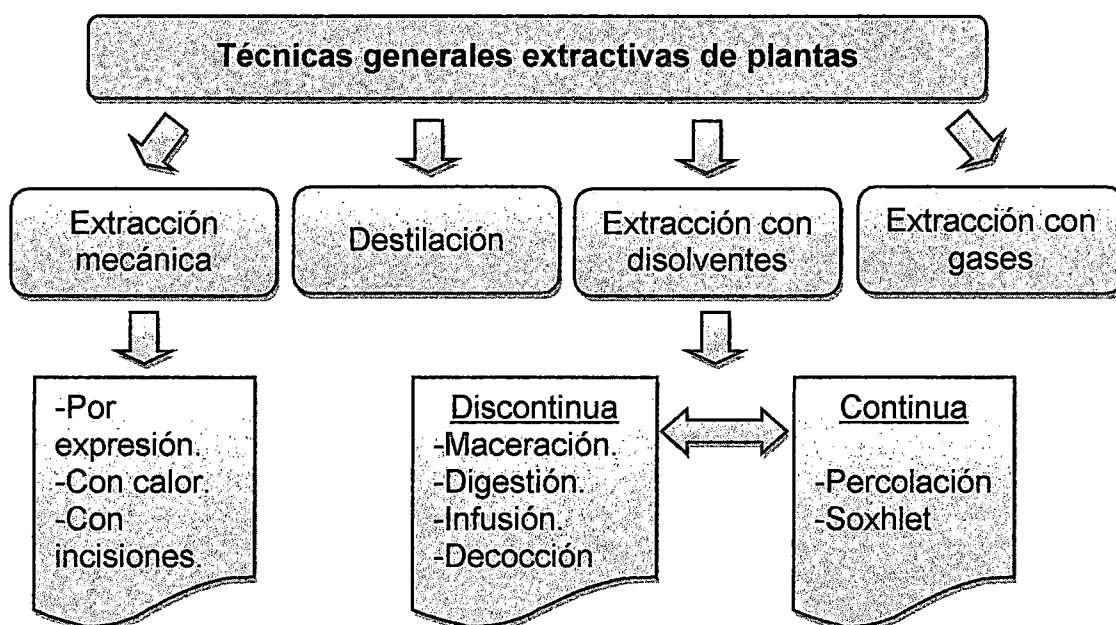 Técnicas generales extractivas de plantas
Extracción
mecánica
Destilación
Extracción con
disolventes
Extracción con
gases
-Por
expresión.
-Con calor.
-Con
incisiones.
Discontinua
-Maceración.
-Digestión.
-Infusión.
-Decocción
Continua
-Percolación
-Soxhlet